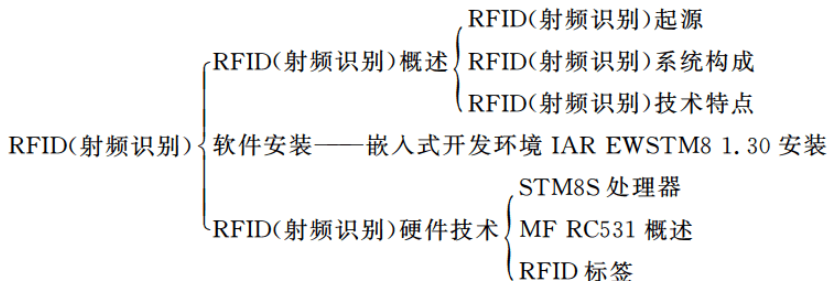 RFID(射频识别)起源
RFID(射频识别)概述
RFID(射频识别)系统构成
RFID(射频识别)技术特点
RFID(射频识别)
软件安装——嵌入式开发环境 IAR EWSTM8 1.30 安装
STM8S 处理器
RFID(射频识别)硬件技术
MF RC531 概述
RFID 标签